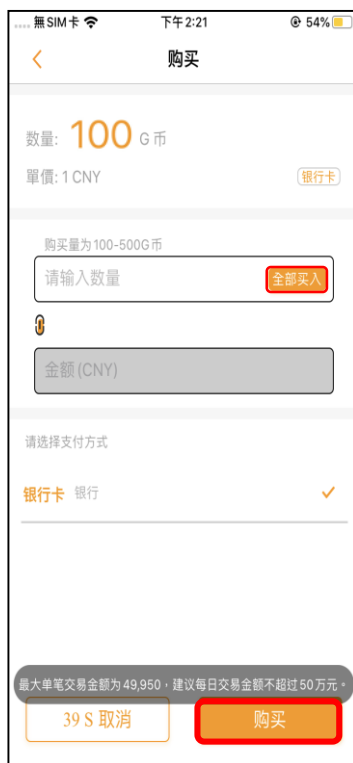 .... 無SIM卡 下午2:21 54%
购买
数量: 100 G 币
單價: 1 CNY 银行卡
购买量为100-500G币
请输入数量 全部买入
金额(CNY)
请选择支付方式
银行卡 银行
最大单笔交易金额为49,950，建议每日交易金额不超过50万元。
39 S 取消 购买